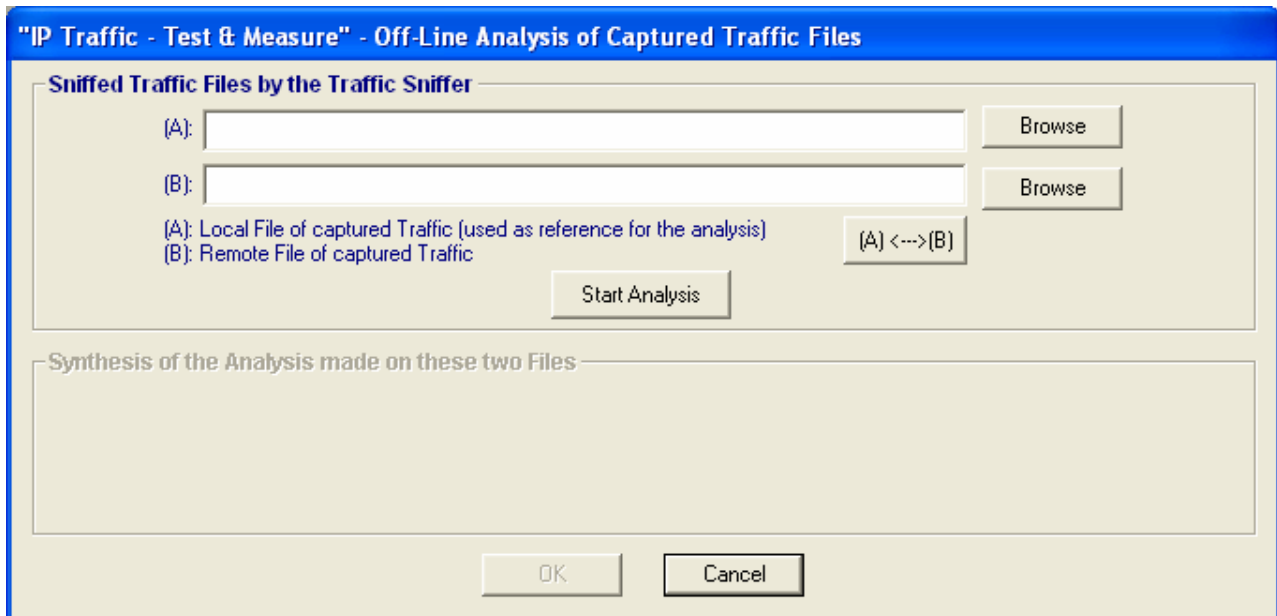 "IP Traffic - Test & Measure" - Off-Line Analysis of Captured Traffic Files
Sniffed Traffic Files by the Traffic Sniffer
(A): Browse
(B): Browse
(A): Local File of captured Traffic (used as reference for the analysis)
(B): Remote File of captured Traffic
(A) <--->(B)
Start Analysis
Synthesis of the Analysis made on these two Files
OK Cancel